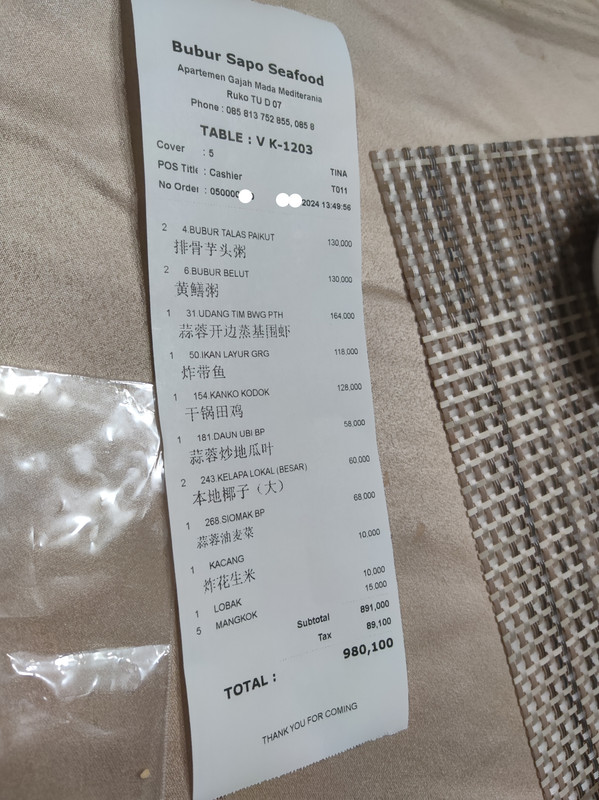 Bubur Sapo Seafood
Apartemen Gajah Mada Mediterania
Ruko TU D 07
Phone : 085 813 752 855, 085 8
TABLE : V K-1203
Cover : 5 TINA
POS Title : Cashier T011
No Order : 050000 2024 13:49:56
2 4.BUBUR TALAS PAIKUT 130,000
排骨芋头粥
2 6.BUBUR BELUT 130,000
黄鳝粥
1 31.UDANG TIM BWG PTH 164,000
蒜蓉开边蒸基围虾
1 50.IKAN LAYUR GRG 118,000
炸带鱼
1 154.KANKO KODOK 128,000
干锅田鸡
1 181.DAUN UBI BP 58,000
蒜蓉炒地瓜叶
2 243.KELAPA LOKAL (BESAR) 60,000
本地椰子（大）
1 268.SIOMAK BP 68,000
蒜蓉油麦菜
1 KACANG 10,000
炸花生米
1 LOBAK 10,000
5 MANGKOK 15,000
Subtotal 891,000
Tax 89,100
TOTAL : 980,100
THANK YOU FOR COMING